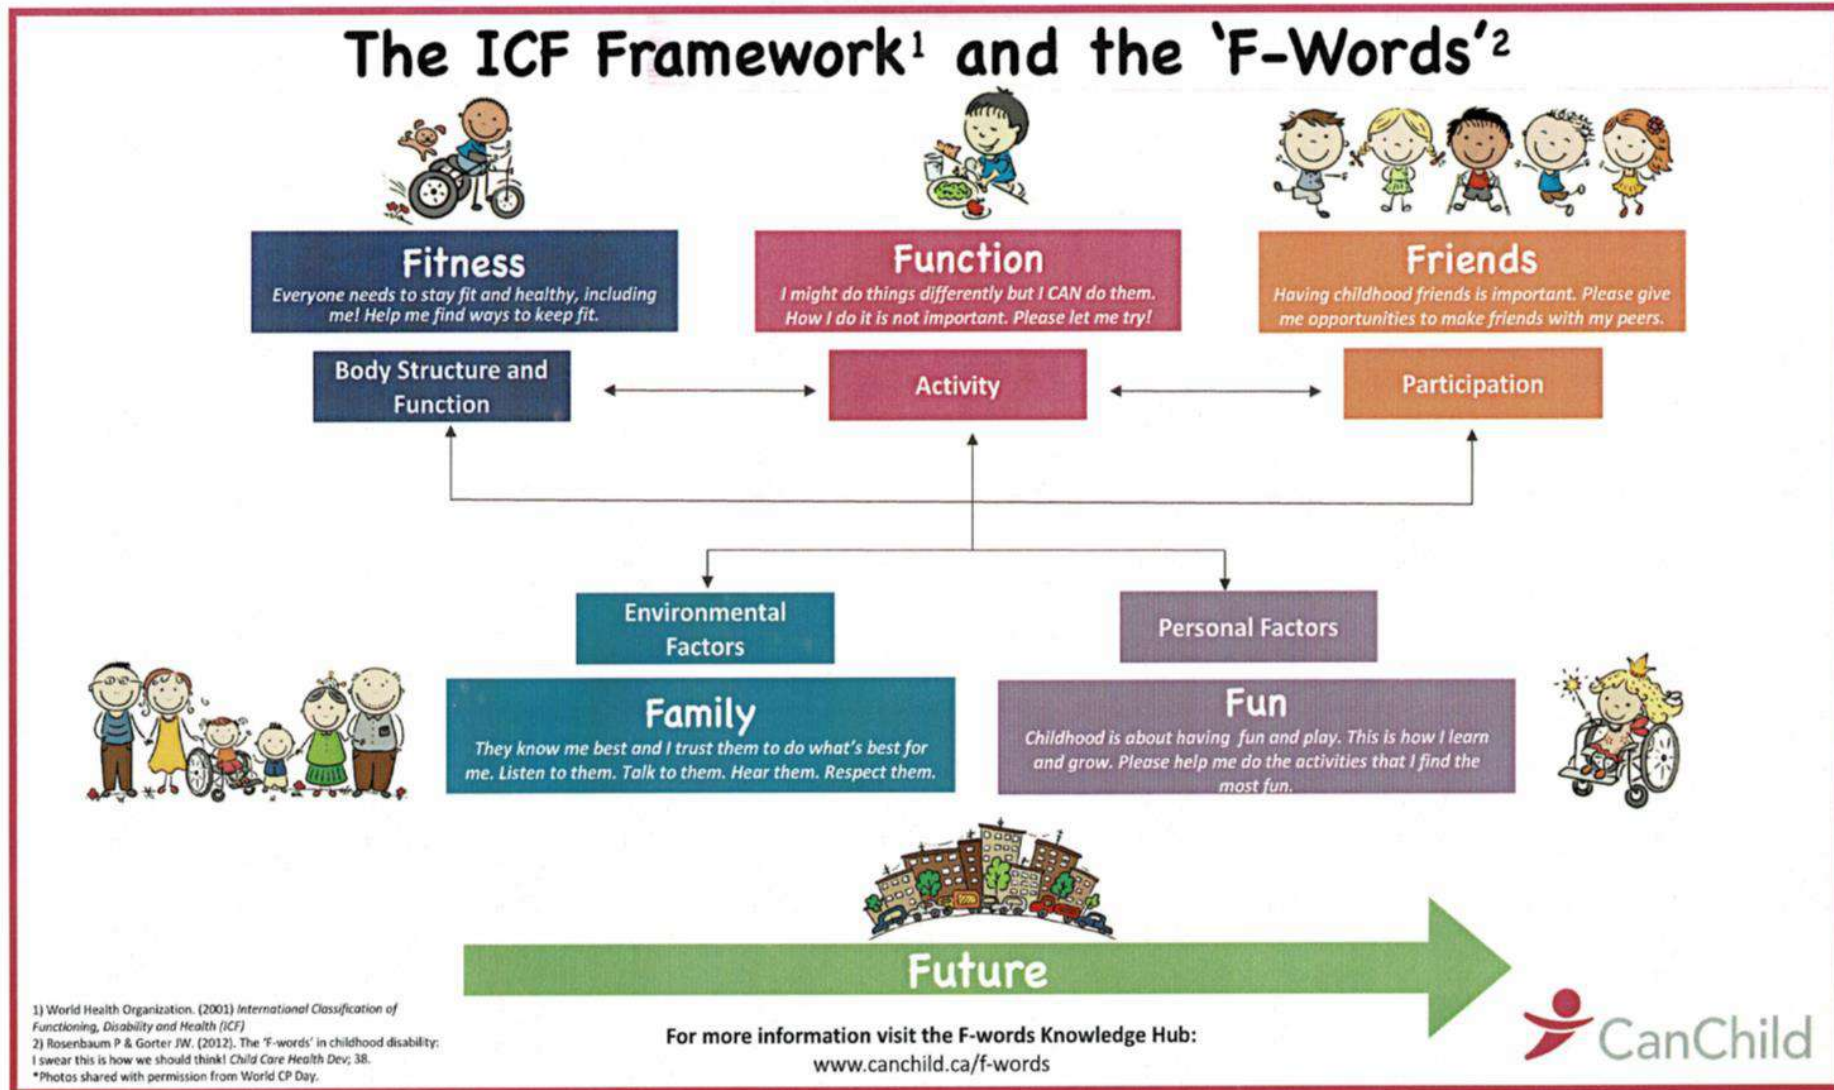 The ICF Framework¹ and the 'F-Words'²
Fitness
Everyone needs to stay fit and healthy, including
me! Help me find ways to keep fit.
Function
I might do things differently but I CAN do them.
How I do it is not important. Please let me try!
Friends
Having childhood friends is important. Please give
me opportunities to make friends with my peers.
Body Structure and
Function
Activity
Participation
Environmental
Factors
Personal Factors
Family
They know me best and I trust them to do what's best for
me. Listen to them. Talk to them. Hear them. Respect them.
Fun
Childhood is about having fun and play. This is how I learn
and grow. Please help me do the activities that I find the
most fun.
Future
1) World Health Organization. (2001) International Classification of
Functioning, Disability and Health (ICF)
2) Rosenbaum P & Gorter JW. (2012). The 'F-words' in childhood disability:
I swear this is how we should think! Child Care Health Dev; 38.
*Photos shared with permission from World CP Day.
For more information visit the F-words Knowledge Hub:
www.canchild.ca/f-words
CanChild